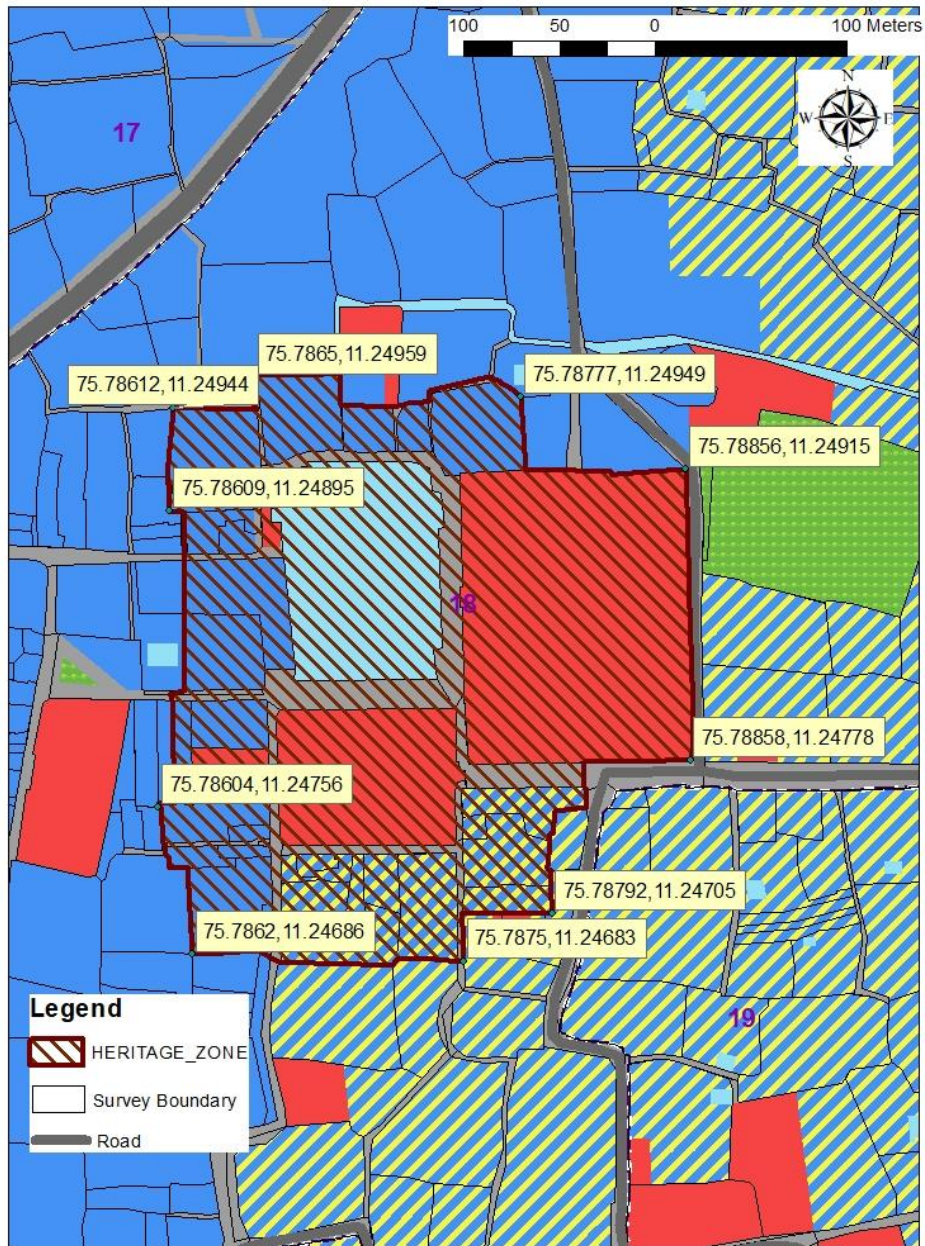 100 50 0 100 Meters
N
W E
S
17
75.7865,11.24959
75.78612,11.24944
75.78777,11.24949
75.78856,11.24915
75.78609,11.24895
18
75.78858,11.24778
75.78604,11.24756
75.78792,11.24705
75.7862,11.24686
75.7875,11.24683
Legend
HERITAGE_ZONE
Survey Boundary
Road
19